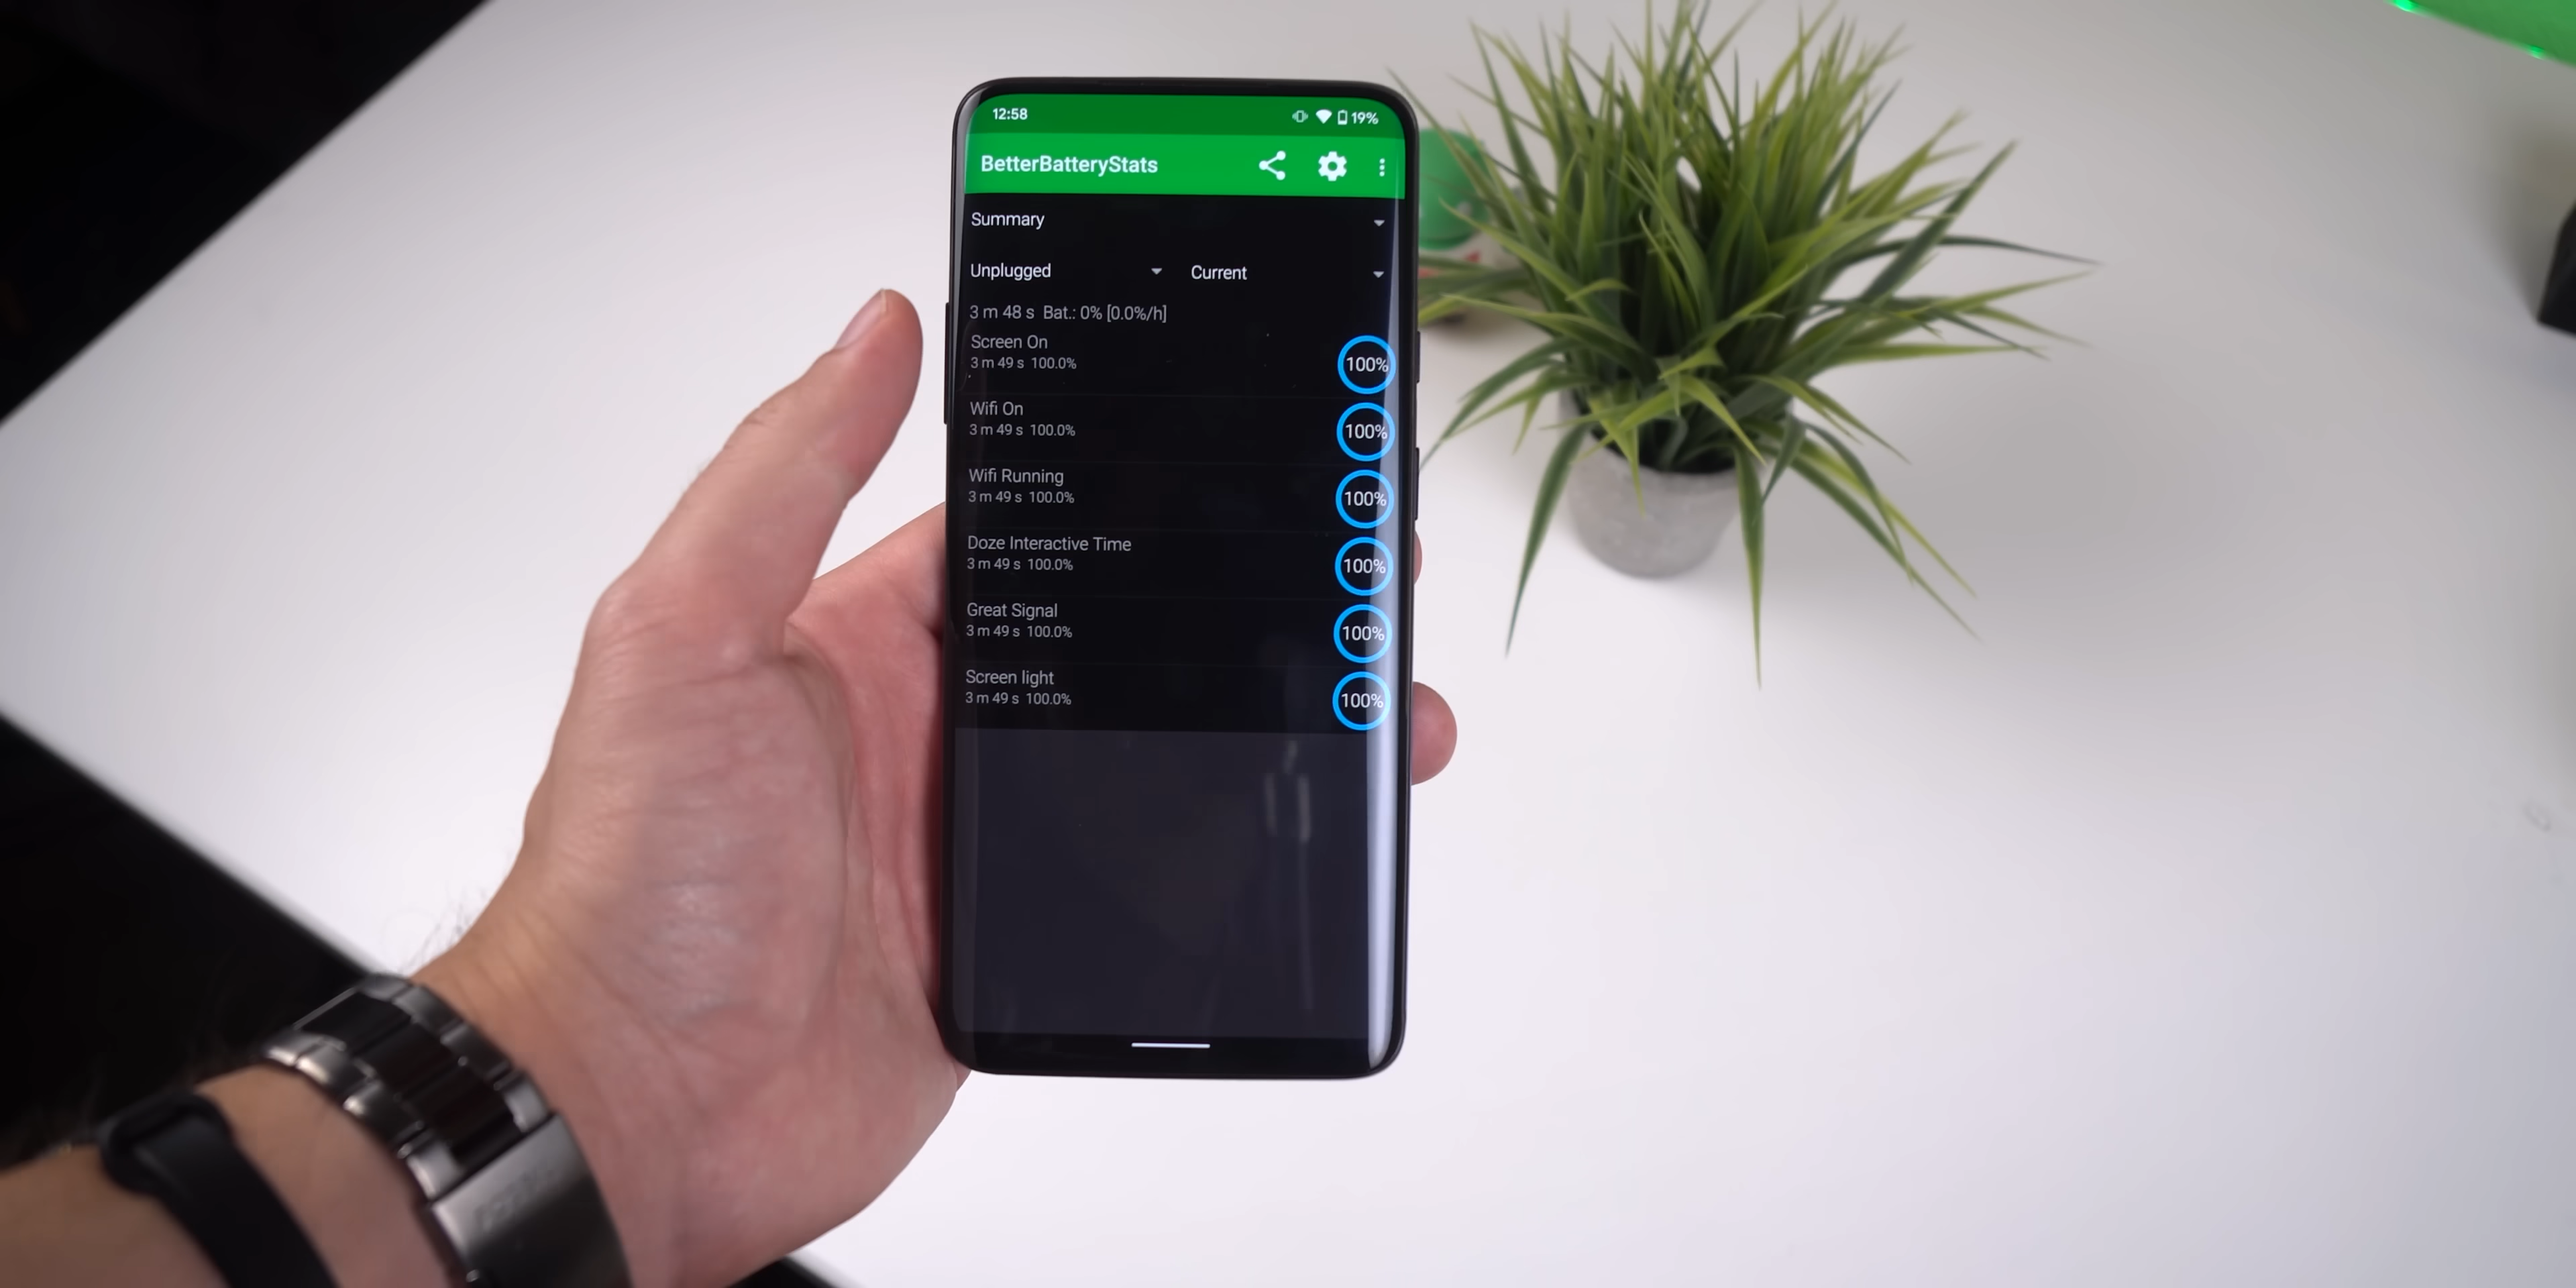 12:58 19%
BetterBatteryStats
Summary
Unplugged Current
3 m 48 s Bat.: 0% [0.0%/h]
Screen On
3 m 49 s 100.0% 100%
Wifi On
3 m 49 s 100.0% 100%
Wifi Running
3 m 49 s 100.0% 100%
Doze Interactive Time
3 m 49 s 100.0% 100%
Great Signal
3 m 49 s 100.0% 100%
Screen light
3 m 49 s 100.0% 100%